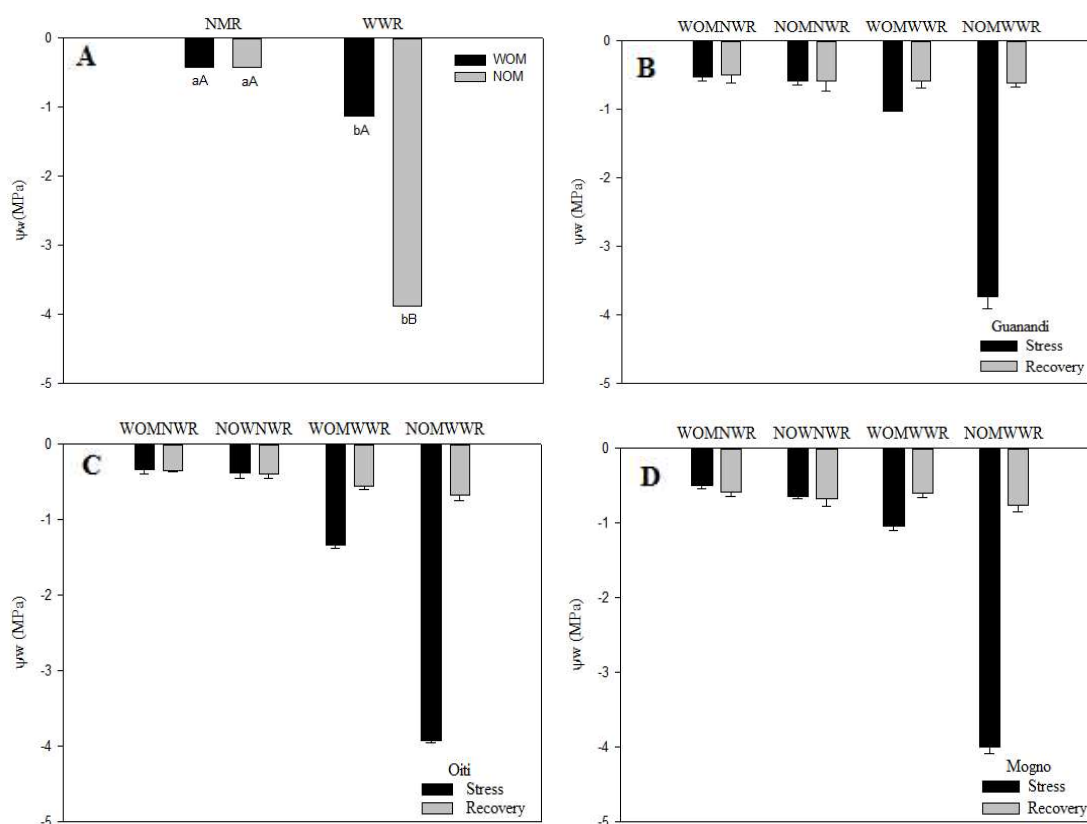 NMR WWR
A
WOM
NOM
aA aA
bA
bB
0
-1
-2
-3
-4
-5
ψw(MPa)
WOMNWR NOMNWR WOMWWR NOMWWR
B
0
-1
-2
-3
-4
-5
ψw (MPa)
Guanandi
Stress
Recovery
WOMNWR NOWNWR WOMWWR NOMWWR
C
0
-1
-2
-3
-4
-5
ψw (MPa)
Oiti
Stress
Recovery
WOMNWR NOWNWR WOMWWR NOMWWR
D
0
-1
-2
-3
-4
-5
ψw (MPa)
Mogno
Stress
Recovery